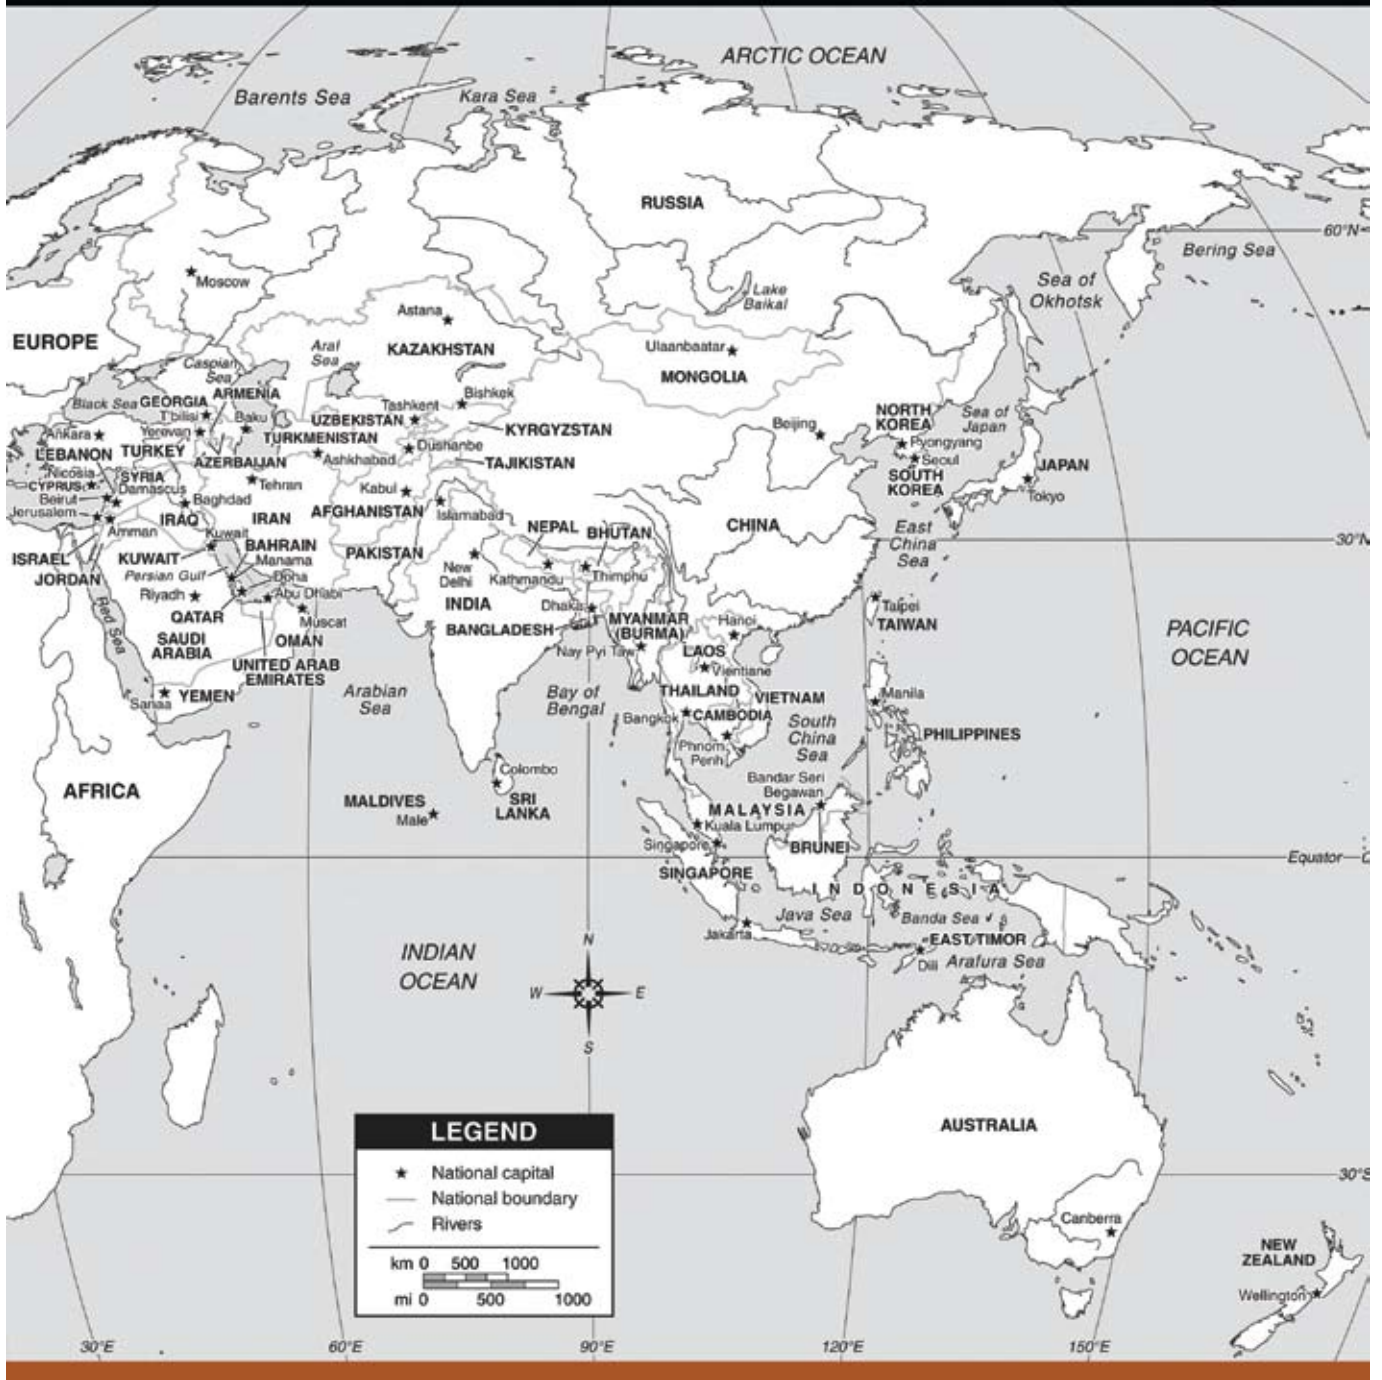 ARCTIC OCEAN
Barents Sea
Kara Sea
RUSSIA
60°N
Bering Sea
Sea of
Okhotsk
Moscow
Lake
Baikal
Astana
EUROPE
KAZAKHSTAN
Aral
Sea
Ulaanbaatar
MONGOLIA
Caspian
Sea
ARMENIA
Bishkek
Black Sea
GEORGIA
T'bilisi
Baku
Tashkent
UZBEKISTAN
KYRGYZSTAN
NORTH
KOREA
Sea of
Japan
Beijing
Ankara
Yerevan
TURKMENISTAN
Dushanbe
Pyongyang
LEBANON
TURKEY
AZERBAIJAN
Ashkhabad
TAJIKISTAN
Seoul
JAPAN
Nicosia
SYRIA
CYPRUS
Damascus
Tehran
SOUTH
KOREA
Tokyo
Beirut
Baghdad
Kabul
Jerusalem
IRAQ
IRAN
AFGHANISTAN
Islamabad
Amman
Kuwait
NEPAL
BHUTAN
CHINA
East
China
Sea
30°N
ISRAEL
KUWAIT
BAHRAIN
PAKISTAN
JORDAN
Persian Gulf
Manama
Doha
New
Delhi
Kathmandu
Thimphu
Riyadh
Abu Dhabi
QATAR
Muscat
INDIA
Dhaka
Taipei
TAIWAN
Red Sea
SAUDI
ARABIA
OMAN
BANGLADESH
MYANMAR
(BURMA)
Hanoi
PACIFIC
OCEAN
UNITED ARAB
EMIRATES
Nay Pyi Taw
LAOS
Vientiane
YEMEN
Sanaa
Arabian
Sea
Bay of
Bengal
THAILAND
VIETNAM
Manila
Bangkok
CAMBODIA
South
China
Sea
PHILIPPINES
Phnom
Penh
Colombo
Bandar Seri
Begawan
AFRICA
MALDIVES
Male
SRI
LANKA
MALAYSIA
Kuala Lumpur
Singapore
BRUNEI
Equator
SINGAPORE
INDONESIA
Java Sea
Banda Sea
Jakarta
EAST TIMOR
Dili
Arafura Sea
INDIAN
OCEAN
N
W
E
S
AUSTRALIA
LEGEND
National capital
National boundary
Rivers
km 0 500 1000
mi 0 500 1000
30°S
Canberra
NEW
ZEALAND
Wellington
30°E
60°E
90°E
120°E
150°E